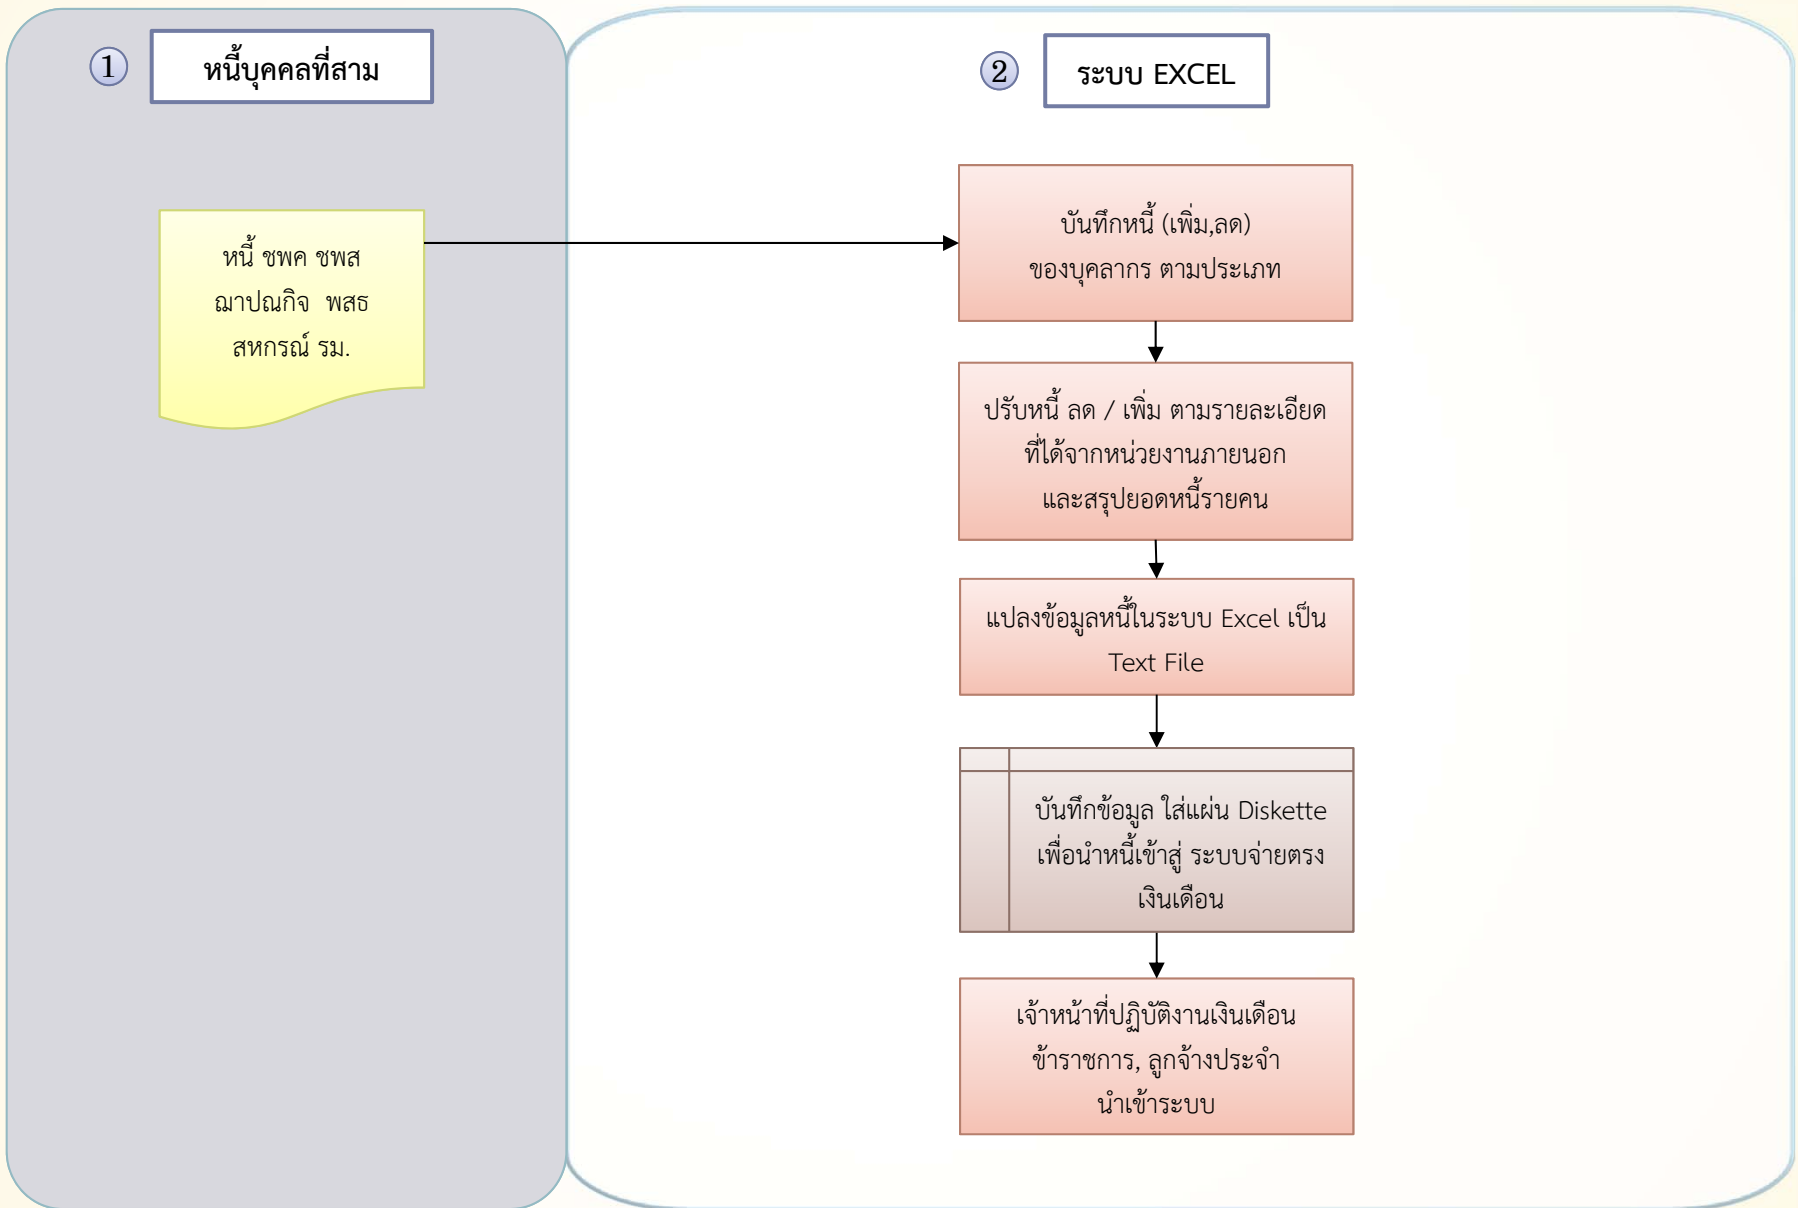 1
หนี้บุคคลที่สาม
หนี้ ชพค ชพส
ฌาปณกิจ พสธ
สหกรณ์ รม.
2
ระบบ EXCEL
บันทึกหนี้ (เพิ่ม,ลด)
ของบุคลากร ตามประเภท
ปรับหนี้ ลด / เพิ่ม ตามรายละเอียด
ที่ได้จากหน่วยงานภายนอก
และสรุปยอดหนี้รายคน
แปลงข้อมูลหนี้ในระบบ Excel เป็น
Text File
บันทึกข้อมูล ใส่แผ่น Diskette
เพื่อนำหนี้เข้าสู่ ระบบจ่ายตรง
เงินเดือน
เจ้าหน้าที่ปฏิบัติงานเงินเดือน
ข้าราชการ, ลูกจ้างประจำ
นำเข้าระบบ